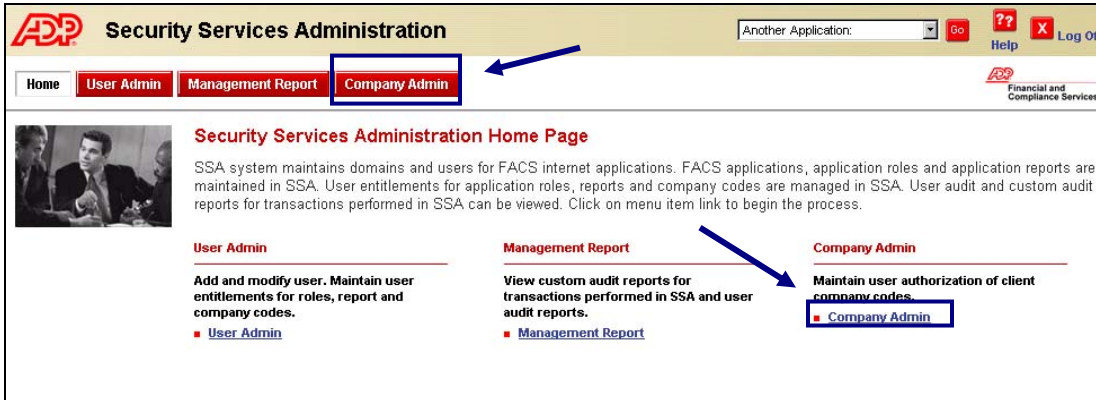 ADP
Security Services Administration
Another Application:
Go
??
Help
X
Log Of
Home
User Admin
Management Report
Company Admin
ADP
Financial and
Compliance Services
Security Services Administration Home Page
SSA system maintains domains and users for FACS internet applications. FACS applications, application roles and application reports are
maintained in SSA. User entitlements for application roles, reports and company codes are managed in SSA. User audit and custom audit
reports for transactions performed in SSA can be viewed. Click on menu item link to begin the process.
User Admin
Add and modify user. Maintain user
entitlements for roles, report and
company codes.
User Admin
Management Report
View custom audit reports for
transactions performed in SSA and user
audit reports.
Management Report
Company Admin
Maintain user authorization of client
company codes.
Company Admin